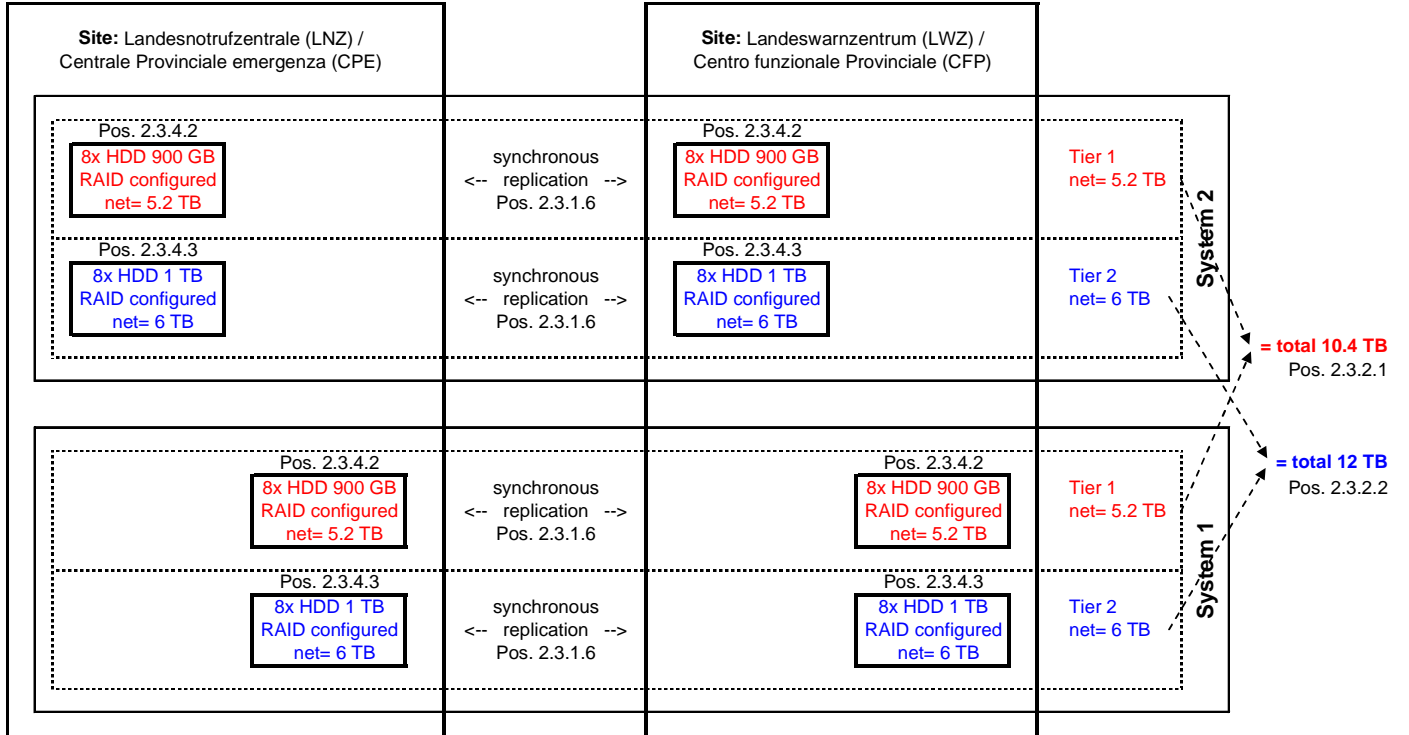 Site: Landesnotrufzentrale (LNZ) /
Centrale Provinciale emergenza (CPE)
Site: Landeswarnzentrum (LWZ) /
Centro funzionale Provinciale (CFP)
Pos. 2.3.4.2
8x HDD 900 GB
RAID configured
net= 5.2 TB
synchronous
<-- replication -->
Pos. 2.3.1.6
Pos. 2.3.4.2
8x HDD 900 GB
RAID configured
net= 5.2 TB
Tier 1
net= 5.2 TB
Pos. 2.3.4.3
8x HDD 1 TB
RAID configured
net= 6 TB
synchronous
<-- replication -->
Pos. 2.3.1.6
Pos. 2.3.4.3
8x HDD 1 TB
RAID configured
net= 6 TB
Tier 2
net= 6 TB
System 2
= total 10.4 TB
Pos. 2.3.2.1
Pos. 2.3.4.2
8x HDD 900 GB
RAID configured
net= 5.2 TB
synchronous
<-- replication -->
Pos. 2.3.1.6
Pos. 2.3.4.2
8x HDD 900 GB
RAID configured
net= 5.2 TB
Tier 1
net= 5.2 TB
Pos. 2.3.4.3
8x HDD 1 TB
RAID configured
net= 6 TB
synchronous
<-- replication -->
Pos. 2.3.1.6
Pos. 2.3.4.3
8x HDD 1 TB
RAID configured
net= 6 TB
Tier 2
net= 6 TB
System 1
= total 12 TB
Pos. 2.3.2.2